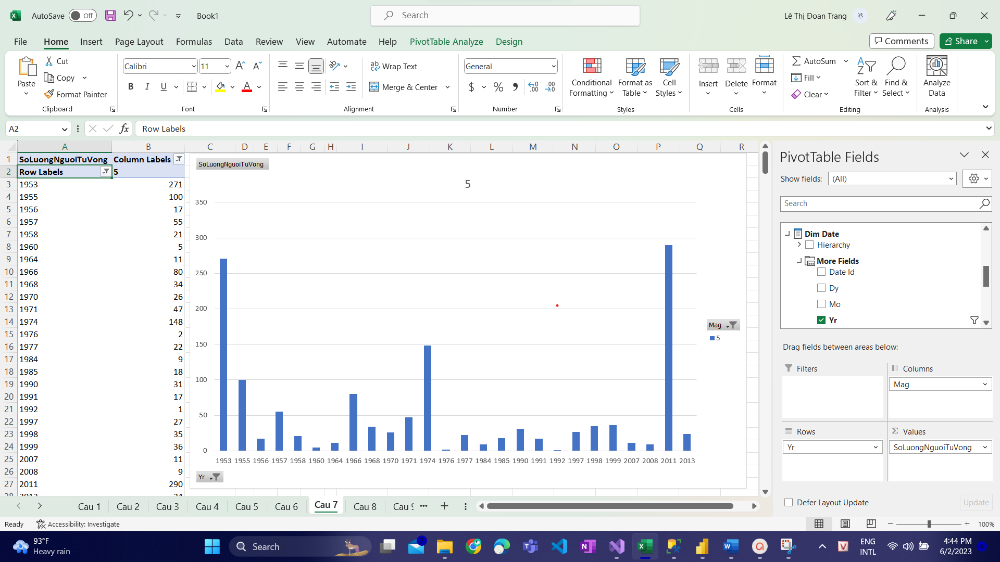 AutoSave Off Book1 Search Lê Thị Đoan Trang
File Home Insert Page Layout Formulas Data Review View Automate Help PivotTable Analyze Design Comments Share
Paste Cut Copy Format Painter Clipboard
Calibri 11 B I U A Font
Wrap Text Merge & Center Alignment
General $ % Number
Conditional Formatting Format as Table Cell Styles Styles
Insert Delete Format Cells
AutoSum Fill Clear Sort & Filter Find & Select Editing
Analyze Data Analysis
A2 fx Row Labels
A B C D E F G H I J K L M N O P Q R
1 SoLuongNguoiTuVong Column Labels
2 Row Labels 5
3 1953 271
4 1955 100
5 1956 17
6 1957 55
7 1958 21
8 1960 5
9 1964 11
10 1966 80
11 1968 34
12 1970 26
13 1971 47
14 1974 148
15 1976 2
16 1977 22
17 1984 9
18 1985 18
19 1990 31
20 1991 17
21 1992 1
22 1997 27
23 1998 35
24 1999 36
25 2007 11
26 2008 9
27 2011 290
SoLuongNguoiTuVong
5
350
300
250
200
150
100
50
0
1953 1955 1956 1957 1958 1960 1964 1966 1968 1970 1971 1974 1976 1977 1984 1985 1990 1991 1992 1997 1998 1999 2007 2008 2011 2013
Mag
5
Yr
PivotTable Fields
Show fields: (All)
Search
Dim Date
Hierarchy
More Fields
Date Id
Dy
Mo
Yr
Drag fields between areas below:
Filters Columns
Mag
Rows Values
Yr SoLuongNguoiTuVong
Defer Layout Update Update
Cau 1 Cau 2 Cau 3 Cau 4 Cau 5 Cau 6 Cau 7 Cau 8
Ready Accessibility: Investigate 100%
93°F
Heavy rain
Search
ENG
INTL
4:44 PM
6/2/2023